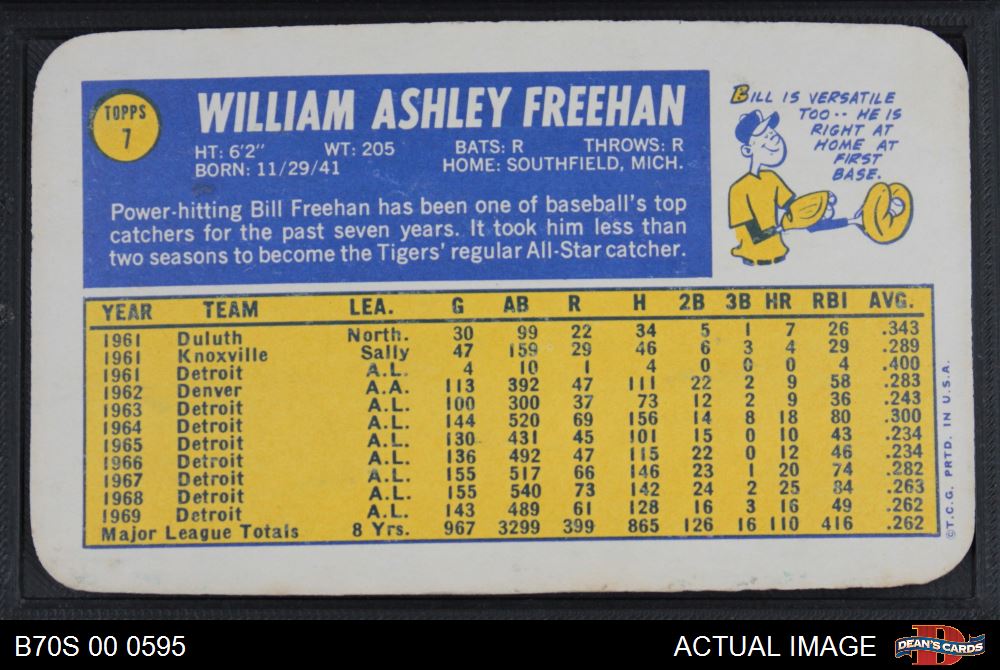 TOPPS
7
WILLIAM ASHLEY FREEHAN
HT: 6'2" WT: 205 BATS: R THROWS: R
BORN: 11/29/41 HOME: SOUTHFIELD, MICH.
Power-hitting Bill Freehan has been one of baseball's top
catchers for the past seven years. It took him less than
two seasons to become the Tigers' regular All-Star catcher.
BILL IS VERSATILE
TOO-- HE IS
RIGHT AT
HOME AT
FIRST
BASE.
YEAR TEAM LEA. G AB R H 2B 3B HR RBI AVG.
1961 Duluth North. 30 99 22 34 5 1 7 26 .343
1961 Knoxville Sally 47 159 29 46 6 3 4 29 .289
1961 Detroit A.L. 4 10 1 4 0 0 0 4 .400
1962 Denver A.A. 113 392 47 111 22 2 9 58 .283
1963 Detroit A.L. 100 300 37 73 12 2 9 36 .243
1964 Detroit A.L. 144 520 69 156 14 8 18 80 .300
1965 Detroit A.L. 130 431 45 101 15 0 10 43 .234
1966 Detroit A.L. 136 492 47 115 22 0 12 46 .234
1967 Detroit A.L. 155 517 66 146 23 1 20 74 .282
1968 Detroit A.L. 155 540 73 142 24 2 25 84 .263
1969 Detroit A.L. 143 489 61 128 16 3 16 49 .262
Major League Totals 8 Yrs. 967 3299 399 865 126 16 110 416 .262
©T.C.G. PRTD. IN U.S.A.
B70S 00 0595
ACTUAL IMAGE
DEAN'S CARDS